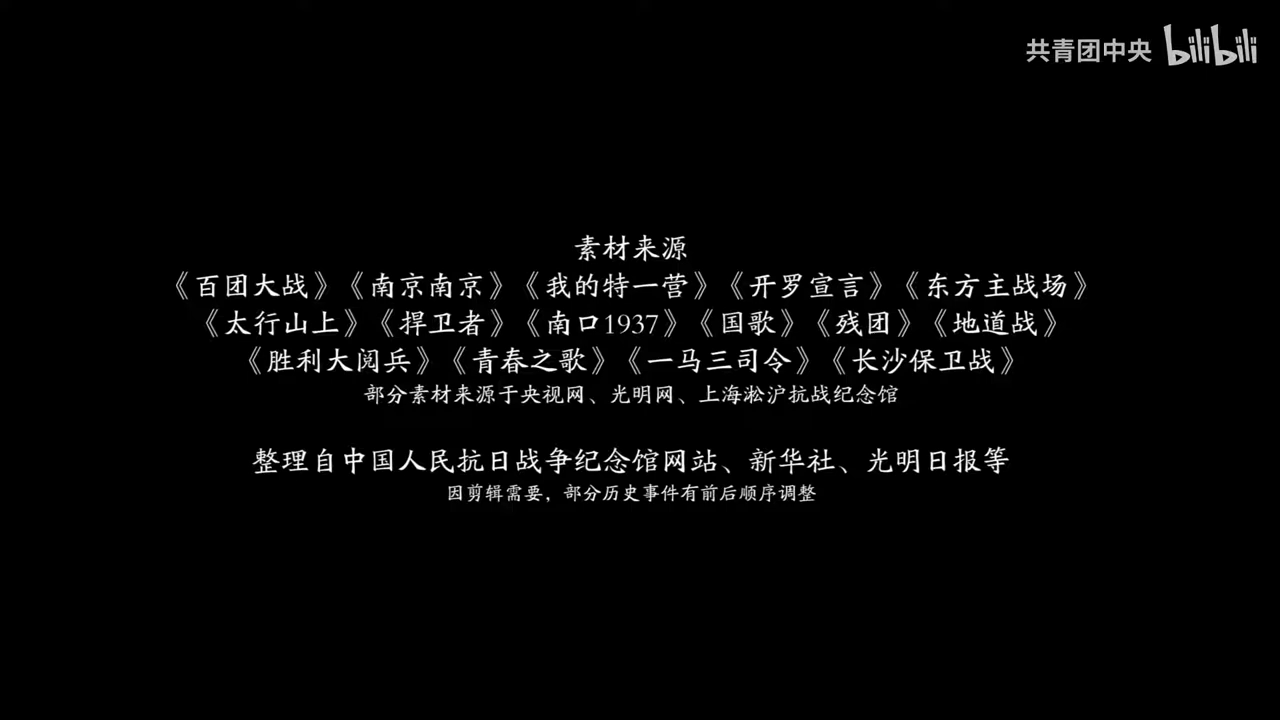 共青团中央 bilibili
素材来源
《百团大战》《南京南京》《我的特一营》《开罗宣言》《东方主战场》
《太行山上》《捍卫者》《南口1937》《国歌》《残团》《地道战》
《胜利大阅兵》《青春之歌》《一马三司令》《长沙保卫战》
部分素材来源于央视网、光明网、上海淞沪抗战纪念馆
整理自中国人民抗日战争纪念馆网站、新华社、光明日报等
因剪辑需要，部分历史事件有前后顺序调整